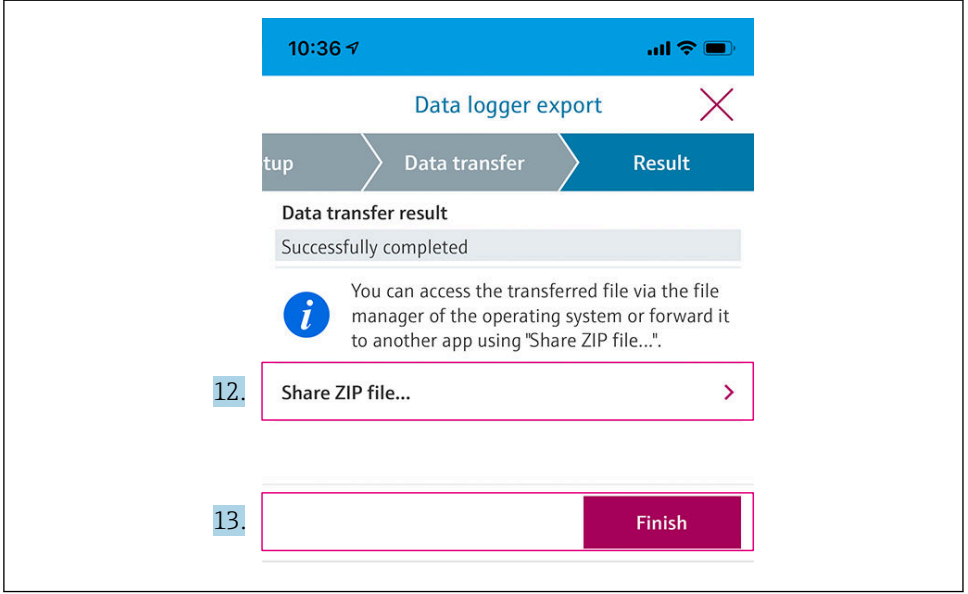 10:36
Data logger export
tup
Data transfer
Result
Data transfer result
Successfully completed
You can access the transferred file via the file
manager of the operating system or forward it
to another app using "Share ZIP file...".
12.
Share ZIP file...
13.
Finish